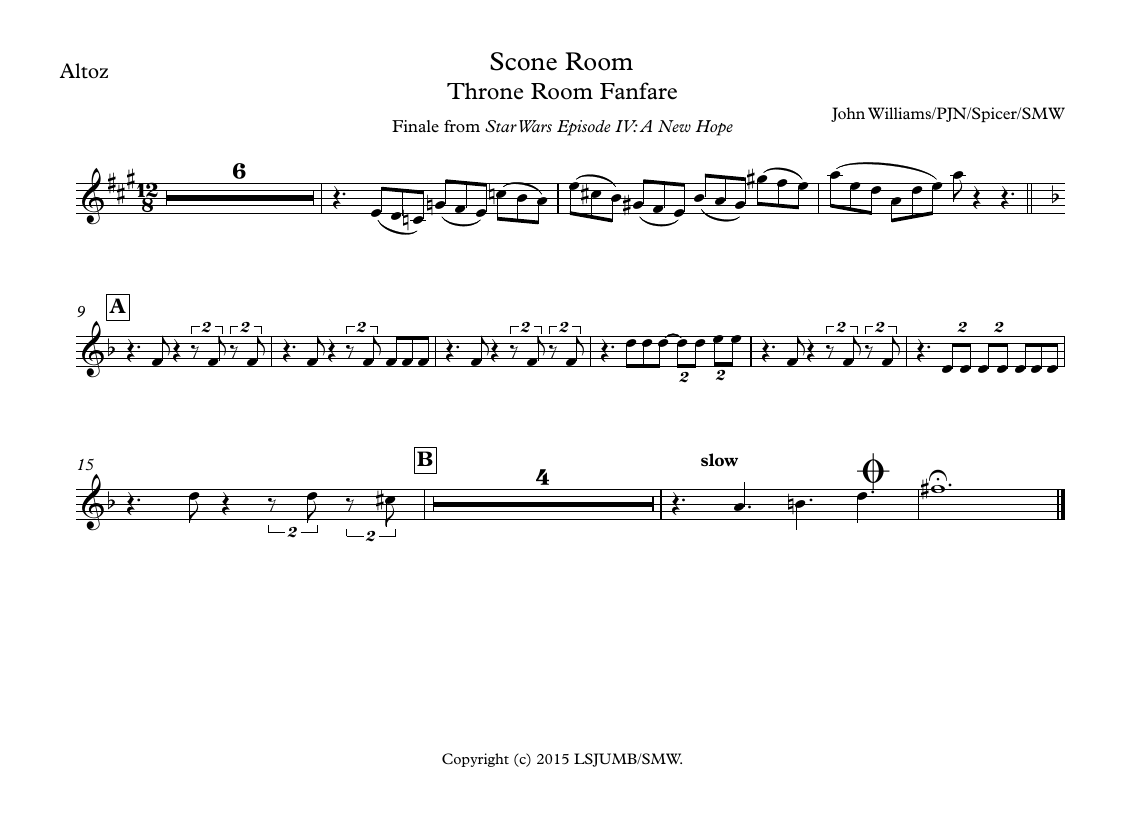 Altoz
Scone Room
Throne Room Fanfare
Finale from Star Wars Episode IV: A New Hope
John Williams/PJN/Spicer/SMW
12
8
6
9
A
2 2 2 2 2 2 2 2 2 2 2
15
B
2 2
4
slow
Copyright (c) 2015 LSJUMB/SMW.